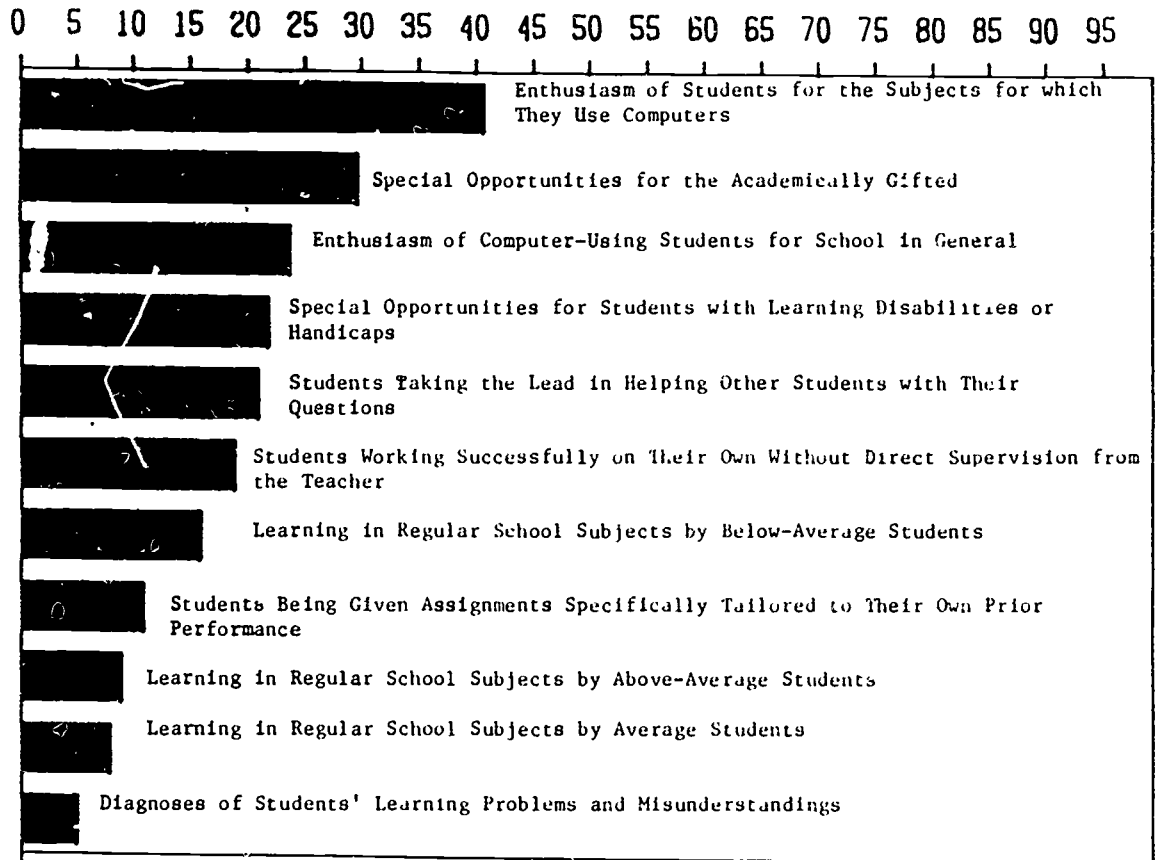 0 5 10 15 20 25 30 35 40 45 50 55 60 65 70 75 80 85 90 95
Enthusiasm of Students for the Subjects for which
They Use Computers
Special Opportunities for the Academically Gifted
Enthusiasm of Computer-Using Students for School in General
Special Opportunities for Students with Learning Disabilities or
Handicaps
Students Taking the Lead in Helping Other Students with Their
Questions
Students Working Successfully on Their Own Without Direct Supervision from
the Teacher
Learning in Regular School Subjects by Below-Average Students
Students Being Given Assignments Specifically Tailored to Their Own Prior
Performance
Learning in Regular School Subjects by Above-Average Students
Learning in Regular School Subjects by Average Students
Diagnoses of Students' Learning Problems and Misunderstandings